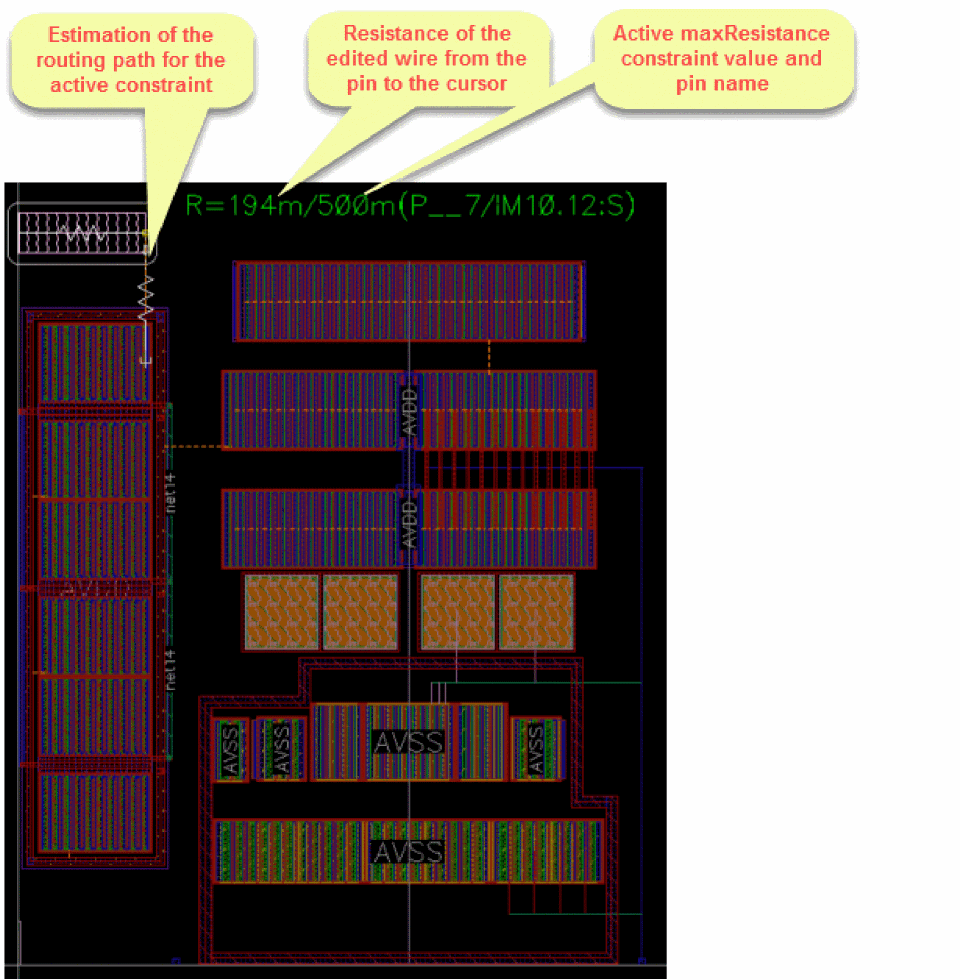 Estimation of the
routing path for the
active constraint
Resistance of the
edited wire from the
pin to the cursor
Active maxResistance
constraint value and
pin name
R=194m/500m(P__7/IM10.12:S)
AVDD
net14
AVDD
net14
AVSS
AVSS
AVSS
AVSS
AVSS